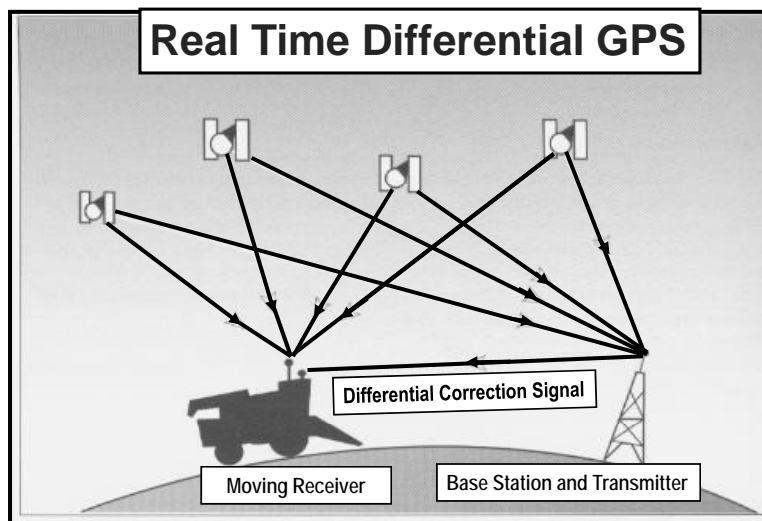 Real Time Differential GPS
Differential Correction Signal
Moving Receiver
Base Station and Transmitter